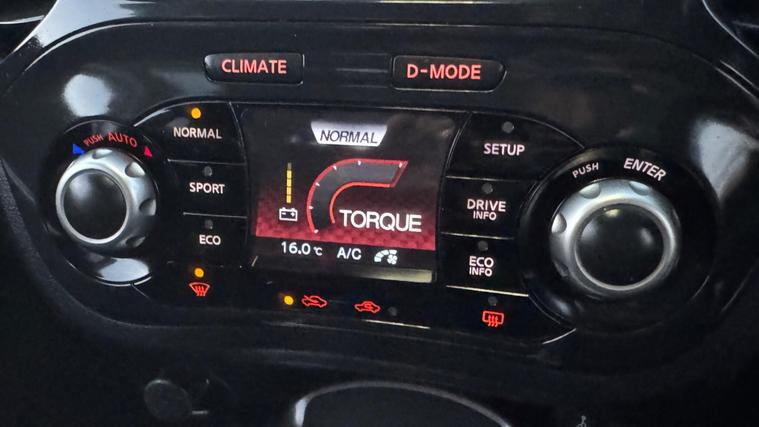 CLIMATE
D-MODE
PUSH AUTO
NORMAL
SPORT
ECO
NORMAL
TORQUE
16.0°C A/C
SETUP
DRIVE
INFO
ECO
INFO
PUSH ENTER